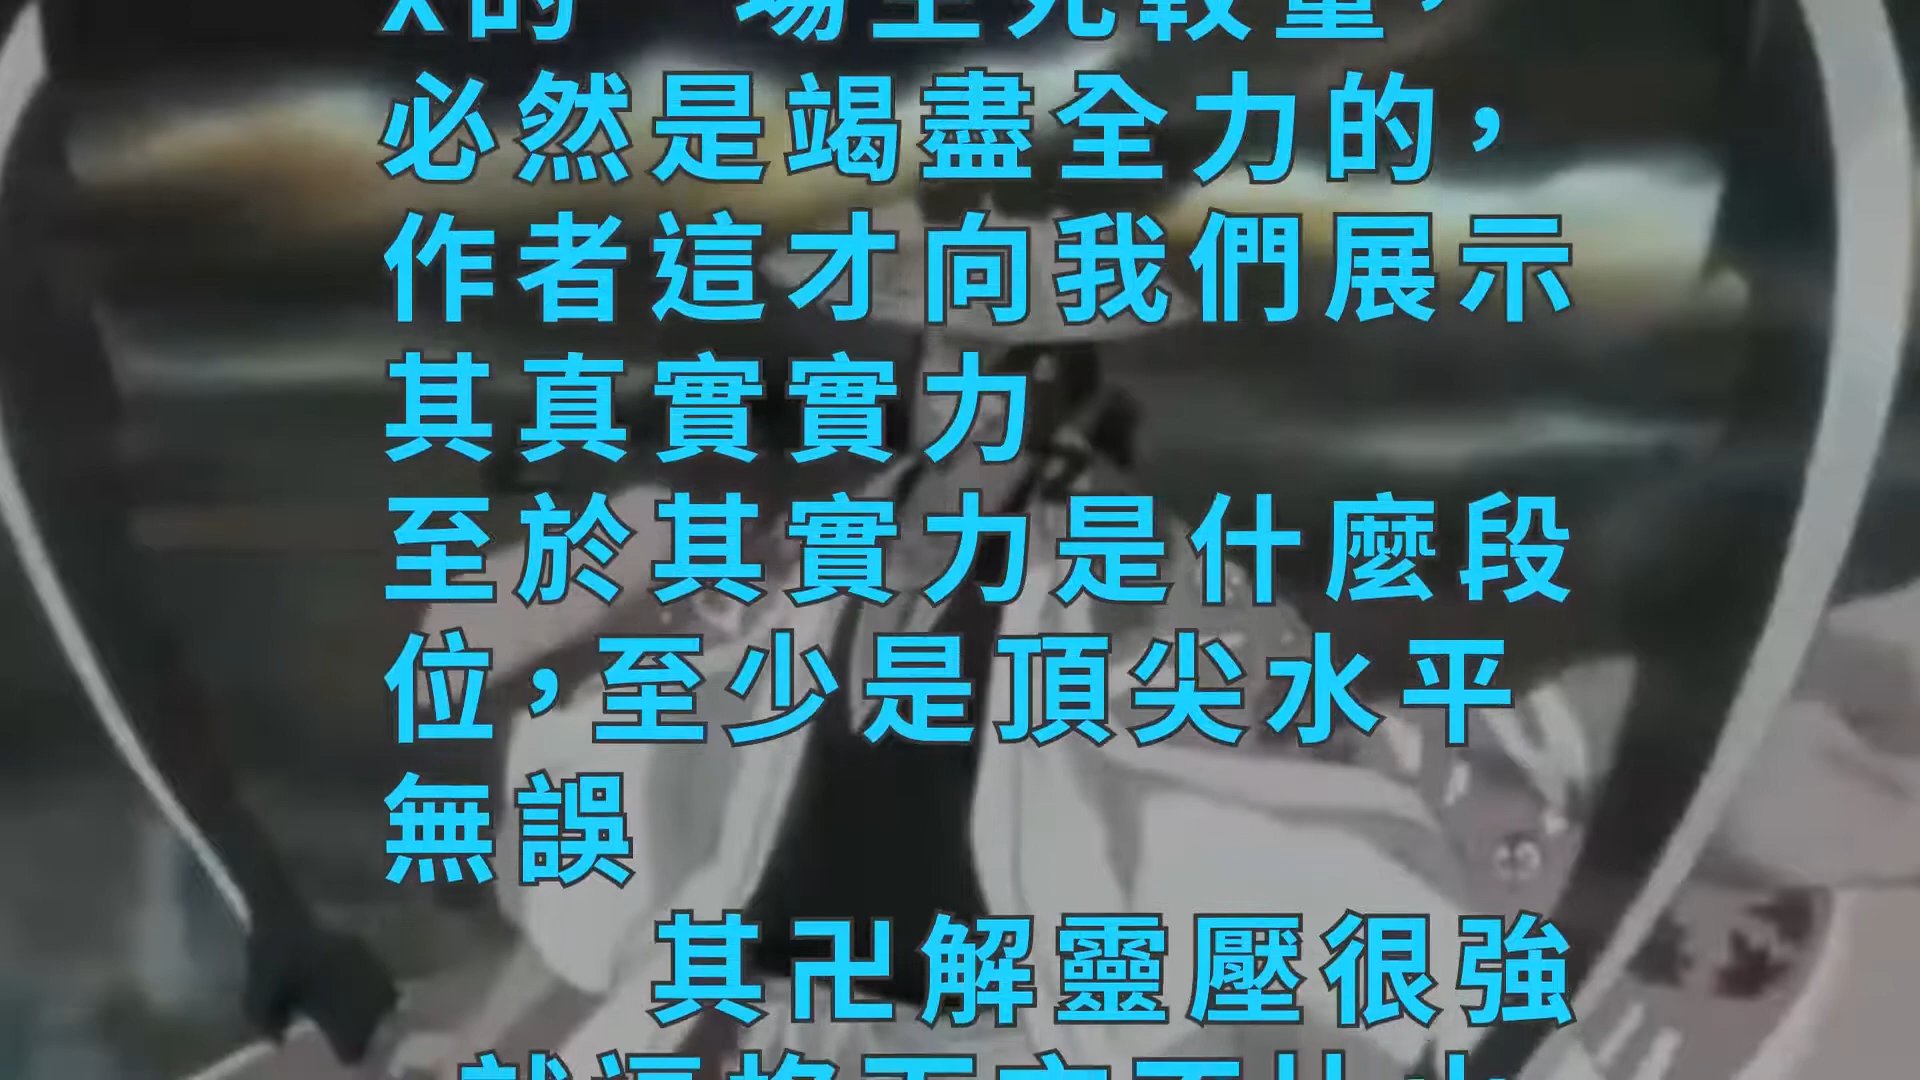 必然是竭盡全力的，
作者這才向我們展示
其真實實力
至於其實力是什麼段
位，至少是頂尖水平
無誤
其卍解靈壓很強